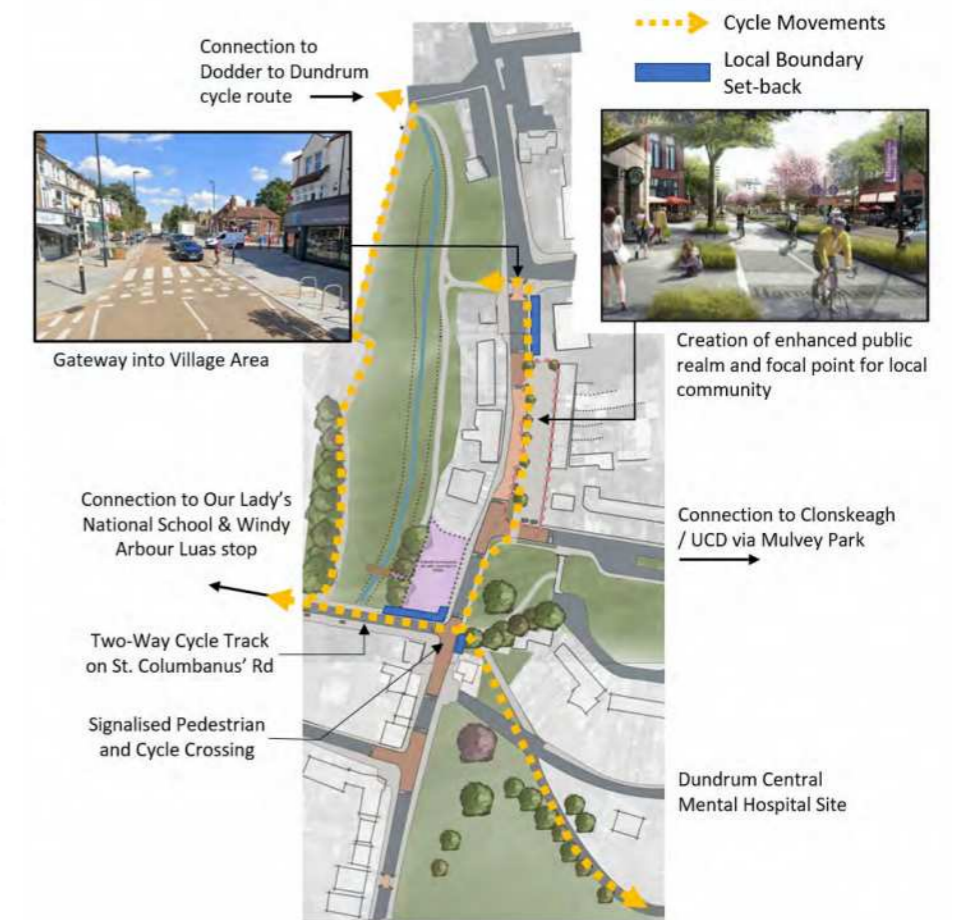 Cycle Movements
Local Boundary
Set-back
Connection to
Dodder to Dundrum
cycle route
Gateway into Village Area
Creation of enhanced public
realm and focal point for local
community
Connection to Our Lady's
National School & Windy
Arbour Luas stop
Connection to Clonskeagh
/ UCD via Mulvey Park
Two-Way Cycle Track
on St. Columbanus' Rd
Signalised Pedestrian
and Cycle Crossing
Dundrum Central
Mental Hospital Site